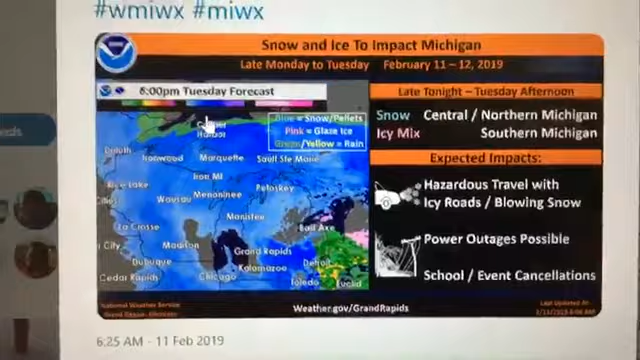 #wmiwx #miwx
Snow and Ice To Impact Michigan
Late Monday to Tuesday February 11 – 12, 2019
6:00pm Tuesday Forecast
Blue = Snow/Pellets
Pink = Glaze Ice
Green/Yellow = Rain
Late Tonight – Tuesday Afternoon
Snow Central / Northern Michigan
Icy Mix Southern Michigan
Expected Impacts:
Hazardous Travel with
Icy Roads / Blowing Snow
Power Outages Possible
School / Event Cancellations
Duluth
Ironwood
Marquette
Sault Ste Marie
Iron Mt
Rice Lake
Wausau
Menominee
Petoskey
Manistee
La Crosse
Bad Axe
Madison
Grand Rapids
Dubuque
Kalamazoo
Detroit
Cedar Rapids
Chicago
Toledo
Euclid
National Weather Service
Grand Rapids, Michigan
Weather.gov/GrandRapids
Last Updated At:
6:25 AM - 11 Feb 2019